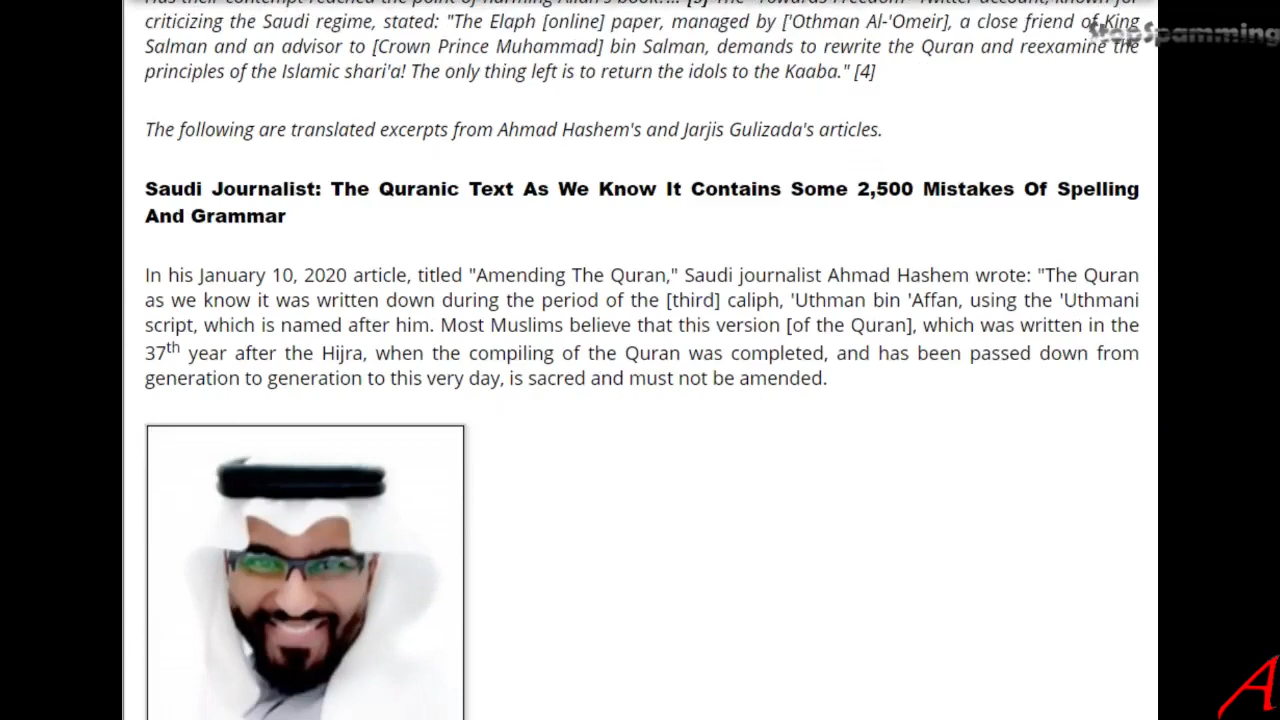 criticizing the Saudi regime, stated: "The Elaph [online] paper, managed by ['Othman Al-'Omeir], a close friend of King
Salman and an advisor to [Crown Prince Muhammad] bin Salman, demands to rewrite the Quran and reexamine the
principles of the Islamic shari'a! The only thing left is to return the idols to the Kaaba." [4]
StopSpamming
The following are translated excerpts from Ahmad Hashem's and Jarjis Gulizada's articles.
Saudi Journalist: The Quranic Text As We Know It Contains Some 2,500 Mistakes Of Spelling
And Grammar
In his January 10, 2020 article, titled "Amending The Quran," Saudi journalist Ahmad Hashem wrote: "The Quran
as we know it was written down during the period of the [third] caliph, 'Uthman bin 'Affan, using the 'Uthmani
script, which is named after him. Most Muslims believe that this version [of the Quran], which was written in the
37th year after the Hijra, when the compiling of the Quran was completed, and has been passed down from
generation to generation to this very day, is sacred and must not be amended.
A